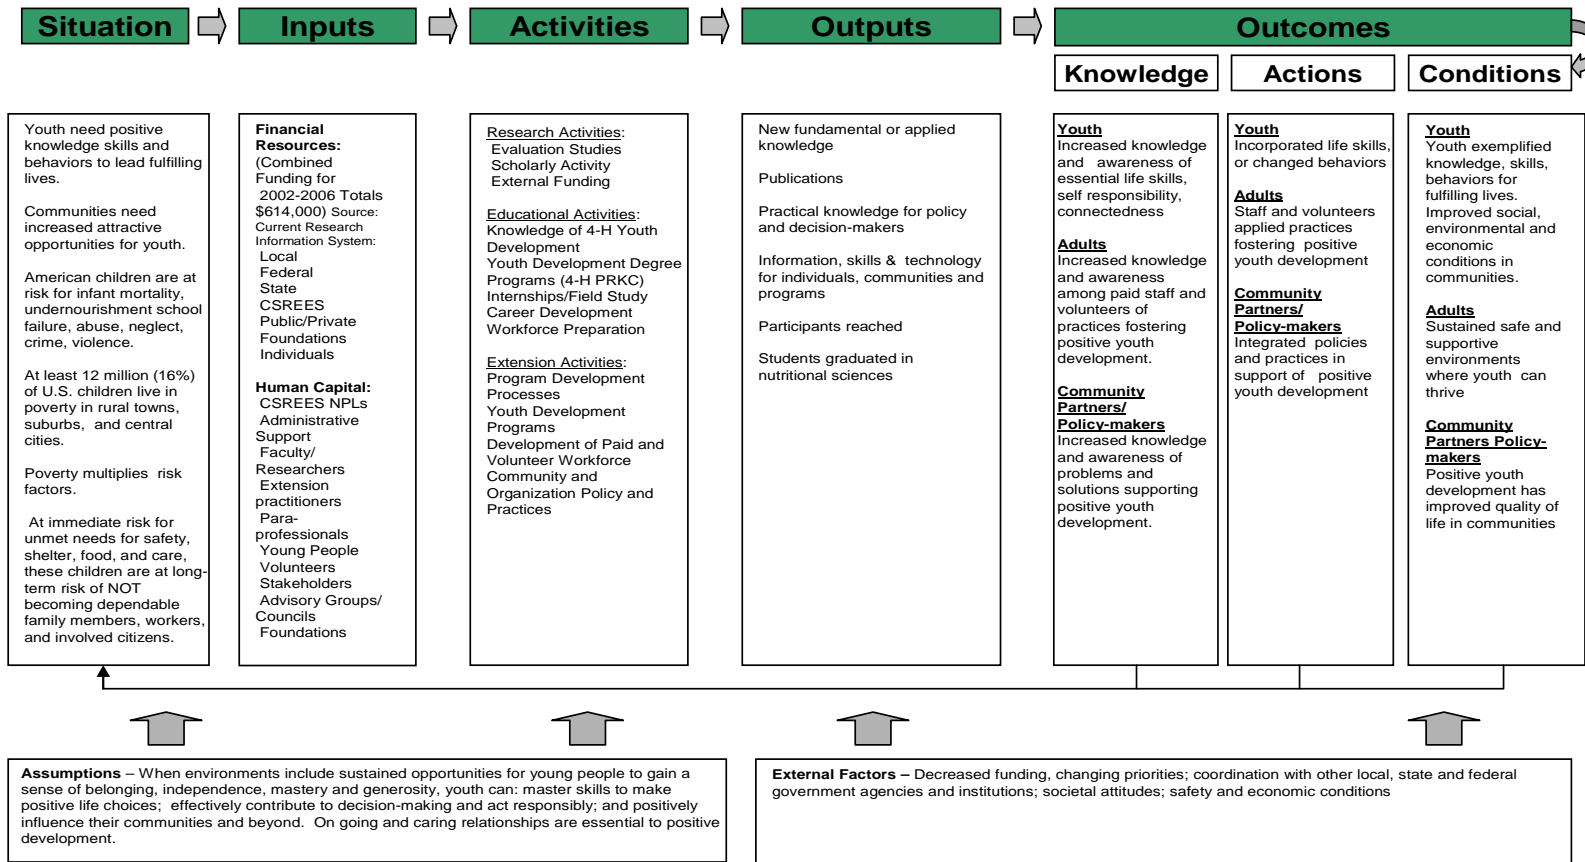 Situation
Inputs
Activities
Outputs
Outcomes
Knowledge
Actions
Conditions
Youth need positive
knowledge skills and
behaviors to lead fulfilling
lives.
Communities need
increased attractive
opportunities for youth.
American children are at
risk for infant mortality,
undernourishment school
failure, abuse, neglect,
crime, violence.
At least 12 million (16%)
of U.S. children live in
poverty in rural towns,
suburbs, and central
cities.
Poverty multiplies risk
factors.
At immediate risk for
unmet needs for safety,
shelter, food, and care,
these children are at long-
term risk of NOT
becoming dependable
family members, workers,
and involved citizens.
Financial
Resources:
(Combined
Funding for
2002-2006 Totals
$614,000) Source:
Current Research
Information System:
Local
Federal
State
CSREES
Public/Private
Foundations
Individuals
Human Capital:
CSREES NPLs
Administrative
Support
Faculty/
Researchers
Extension
practitioners
Para-
professionals
Young People
Volunteers
Stakeholders
Advisory Groups/
Councils
Foundations
Research Activities:
Evaluation Studies
Scholarly Activity
External Funding
Educational Activities:
Knowledge of 4-H Youth
Development
Youth Development Degree
Programs (4-H PRKC)
Internships/Field Study
Career Development
Workforce Preparation
Extension Activities:
Program Development
Processes
Youth Development
Programs
Development of Paid and
Volunteer Workforce
Community and
Organization Policy and
Practices
New fundamental or applied
knowledge
Publications
Practical knowledge for policy
and decision-makers
Information, skills & technology
for individuals, communities and
programs
Participants reached
Students graduated in
nutritional sciences
Youth
Increased knowledge
and awareness of
essential life skills,
self responsibility,
connectedness
Adults
Increased knowledge
and awareness
among paid staff and
volunteers of
practices fostering
positive youth
development.
Community
Partners/
Policy-makers
Increased knowledge
and awareness of
problems and
solutions supporting
positive youth
development.
Youth
Incorporated life skills,
or changed behaviors
Adults
Staff and volunteers
applied practices
fostering positive
youth development
Community
Partners/
Policy-makers
Integrated policies
and practices in
support of positive
youth development
Youth
Youth exemplified
knowledge, skills,
behaviors for
fulfilling lives.
Improved social,
environmental and
economic
conditions in
communities.
Adults
Sustained safe and
supportive
environments
where youth can
thrive
Community
Partners Policy-
makers
Positive youth
development has
improved quality of
life in communities
Assumptions – When environments include sustained opportunities for young people to gain a
sense of belonging, independence, mastery and generosity, youth can: master skills to make
positive life choices; effectively contribute to decision-making and act responsibly; and positively
influence their communities and beyond. On going and caring relationships are essential to positive
development.
External Factors – Decreased funding, changing priorities; coordination with other local, state and federal
government agencies and institutions; societal attitudes; safety and economic conditions